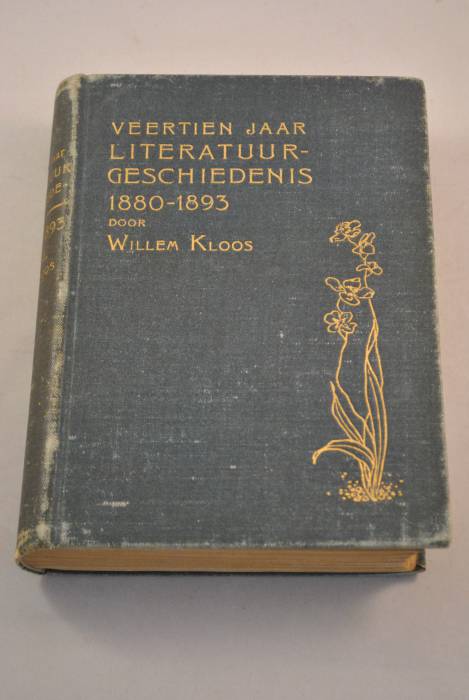 VEERTIEN JAAR
LITERATUUR-
GESCHIEDENIS
1880-1893
DOOR
WILLEM KLOOS